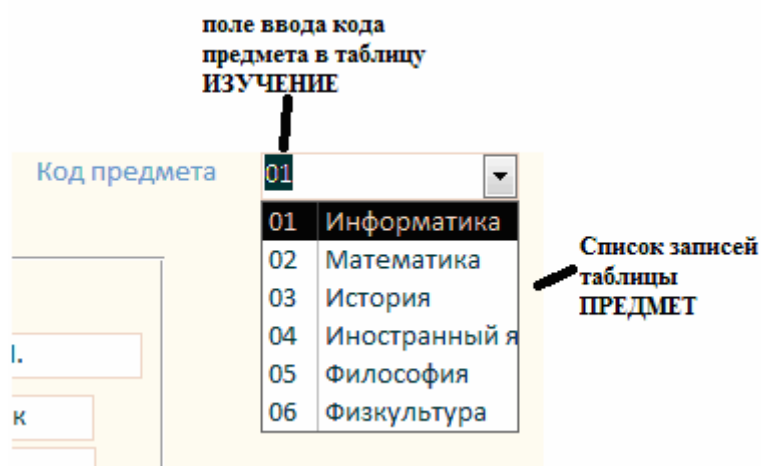 поле ввода кода
предмета в таблицу
ИЗУЧЕНИЕ
Код предмета
01
01 Информатика
02 Математика
03 История
04 Иностранный я
05 Философия
06 Физкультура
Список записей
таблицы
ПРЕДМЕТ
к